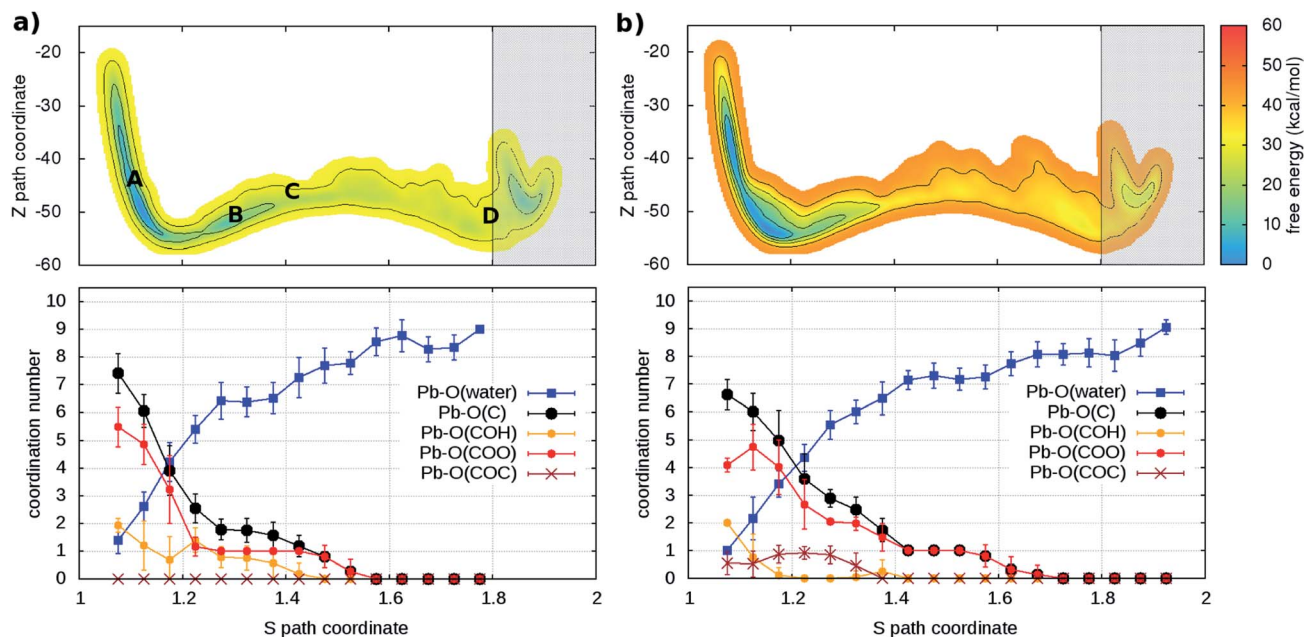 a)
b)
-20
-30
-40
-50
-60
Z path coordinate
A
B
C
D
-20
-30
-40
-50
-60
Z path coordinate
60
50
40
30
20
10
0
free energy (kcal/mol)
10
9
8
7
6
5
4
3
2
1
0
coordination number
Pb-O(water)
Pb-O(C)
Pb-O(COH)
Pb-O(COO)
Pb-O(COC)
1 1.2 1.4 1.6 1.8 2
S path coordinate
10
9
8
7
6
5
4
3
2
1
0
coordination number
Pb-O(water)
Pb-O(C)
Pb-O(COH)
Pb-O(COO)
Pb-O(COC)
1 1.2 1.4 1.6 1.8 2
S path coordinate